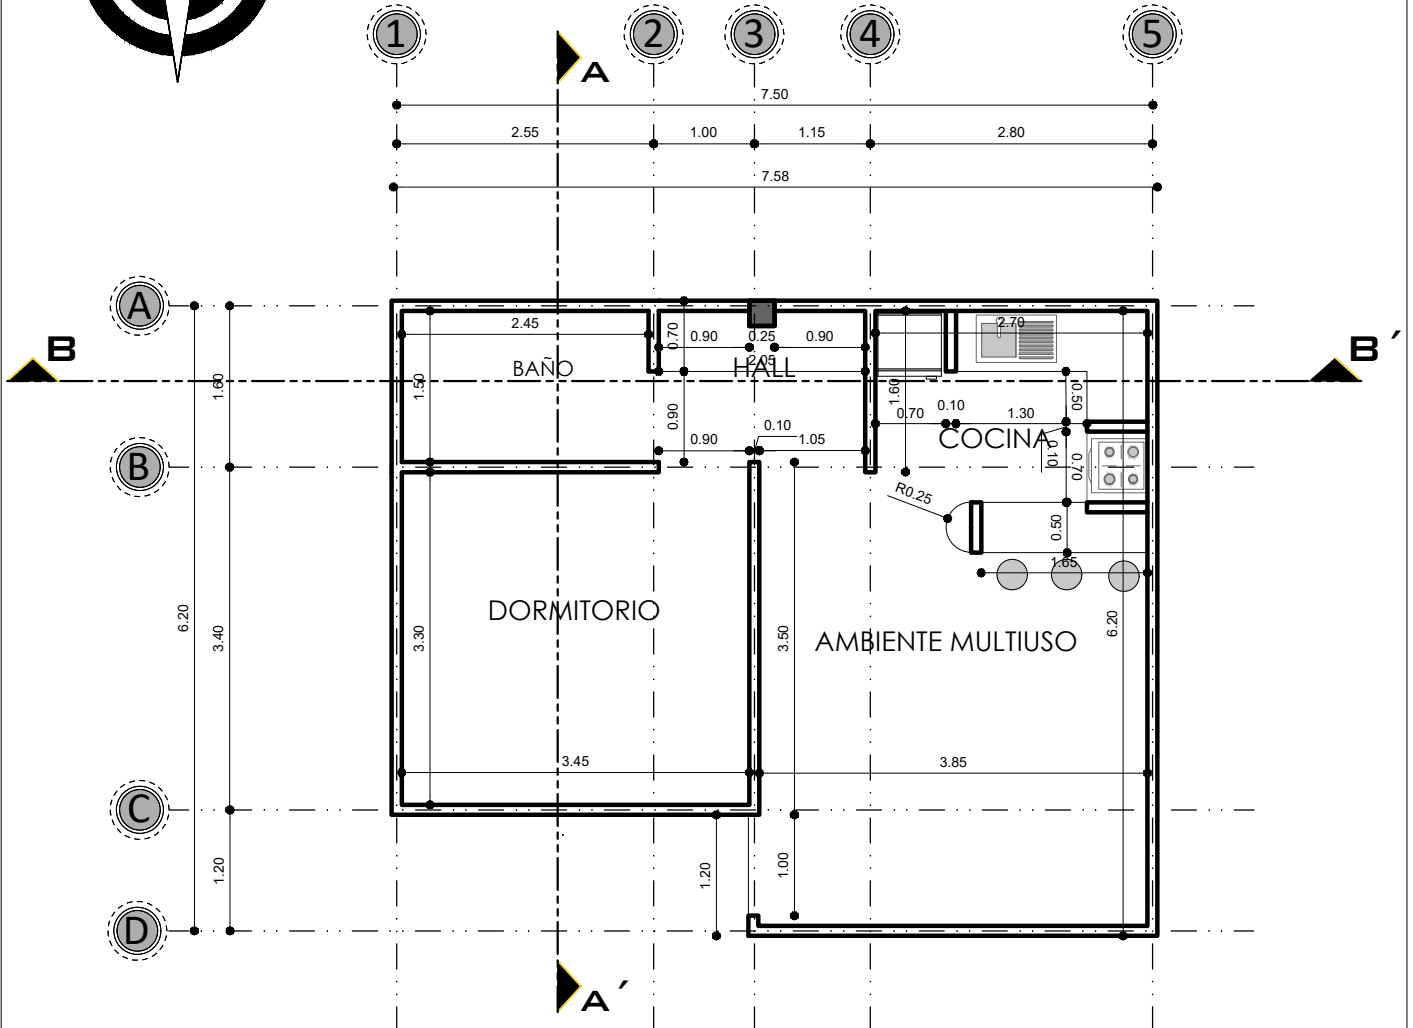 1 2 3 4 5
A
7.50
2.55 1.00 1.15 2.80
7.58
A
B B´
2.45 0.70 0.90 0.25 0.90 2.70
2.05
BAÑO HALL
1.60 1.50 1.60 0.50
0.90 0.70 0.10 1.30
0.90 0.10 1.05 COCINA
B 0.10 0.70
R0.25
0.50
1.65
DORMITORIO
6.20 3.40 3.30 3.50 6.20
AMBIENTE MULTIUSO
3.45 3.85
C
1.20 1.20 1.00
D
A´